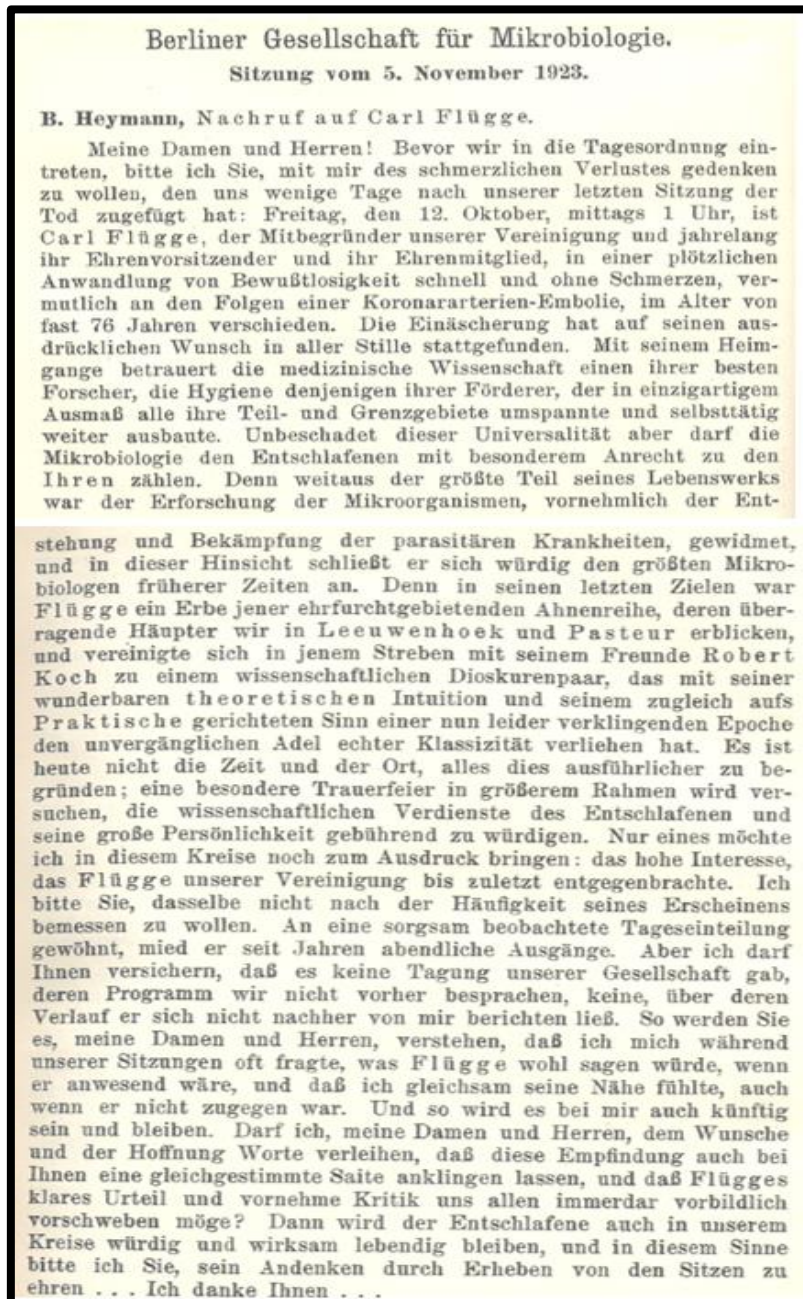 Berliner Gesellschaft für Mikrobiologie.
Sitzung vom 5. November 1923.
B. Heymann, Nachruf auf Carl Flügge.
Meine Damen und Herren! Bevor wir in die Tagesordnung ein-
treten, bitte ich Sie, mit mir des schmerzlichen Verlustes gedenken
zu wollen, den uns wenige Tage nach unserer letzten Sitzung der
Tod zugefügt hat: Freitag, den 12. Oktober, mittags 1 Uhr, ist
Carl Flügge, der Mitbegründer unserer Vereinigung und jahrelang
ihr Ehrenvorsitzender und ihr Ehrenmitglied, in einer plötzlichen
Anwandlung von Bewußtlosigkeit schnell und ohne Schmerzen, ver-
mutlich an den Folgen einer Koronararterien-Embolie, im Alter von
fast 76 Jahren verschieden. Die Einäscherung hat auf seinen aus-
drücklichen Wunsch in aller Stille stattgefunden. Mit seinem Heim-
gange betrauert die medizinische Wissenschaft einen ihrer besten
Forscher, die Hygiene denjenigen ihrer Förderer, der in einzigartigem
Ausmaß alle ihre Teil- und Grenzgebiete umspannte und selbsttätig
weiter ausbaute. Unbeschadet dieser Universalität aber darf die
Mikrobiologie den Entschlafenen mit besonderem Anrecht zu den
Ihren zählen. Denn weitaus der größte Teil seines Lebenswerks
war der Erforschung der Mikroorganismen, vornehmlich der Ent-
stehung und Bekämpfung der parasitären Krankheiten, gewidmet,
und in dieser Hinsicht schließt er sich würdig den größten Mikro-
biologen früherer Zeiten an. Denn in seinen letzten Zielen war
Flügge ein Erbe jener ehrfurchtgebietenden Ahnenreihe, deren über-
ragende Häupter wir in Leeuwenhoek und Pasteur erblicken,
und vereinigte sich in jenem Streben mit seinem Freunde Robert
Koch zu einem wissenschaftlichen Dioskurenpaar, das mit seiner
wunderbaren theoretischen Intuition und seinem zugleich aufs
Praktische gerichteten Sinn einer nun leider verklingenden Epoche
den unvergänglichen Adel echter Klassizität verliehen hat. Es ist
heute nicht die Zeit und der Ort, alles dies ausführlicher zu be-
gründen; eine besondere Trauerfeier in größerem Rahmen wird ver-
suchen, die wissenschaftlichen Verdienste des Entschlafenen und
seine große Persönlichkeit gebührend zu würdigen. Nur eines möchte
ich in diesem Kreise noch zum Ausdruck bringen: das hohe Interesse,
das Flügge unserer Vereinigung bis zuletzt entgegenbrachte. Ich
bitte Sie, dasselbe nicht nach der Häufigkeit seines Erscheinens
bemessen zu wollen. An eine sorgsam beobachtete Tageseinteilung
gewöhnt, mied er seit Jahren abendliche Ausgänge. Aber ich darf
Ihnen versichern, daß es keine Tagung unserer Gesellschaft gab,
deren Programm wir nicht vorher besprachen, keine, über deren
Verlauf er sich nicht nachher von mir berichten ließ. So werden Sie
es, meine Damen und Herren, verstehen, daß ich mich während
unserer Sitzungen oft fragte, was Flügge wohl sagen würde, wenn
er anwesend wäre, und daß ich gleichsam seine Nähe fühlte, auch
wenn er nicht zugegen war. Und so wird es bei mir auch künftig
sein und bleiben. Darf ich, meine Damen und Herren, dem Wunsche
und der Hoffnung Worte verleihen, daß diese Empfindung auch bei
Ihnen eine gleichgestimmte Saite anklingen lassen, und daß Flügges
klares Urteil und vornehme Kritik uns allen immerdar vorbildlich
vorschweben möge? Dann wird der Entschlafene auch in unserem
Kreise würdig und wirksam lebendig bleiben, und in diesem Sinne
bitte ich Sie, sein Andenken durch Erheben von den Sitzen zu
ehren . . . Ich danke Ihnen . . .